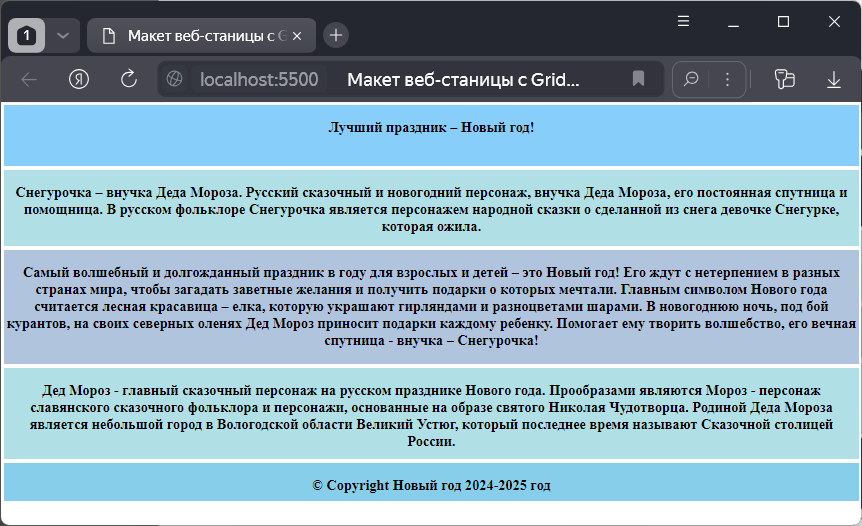 1
Макет веб-станицы с G
localhost:5500 Макет веб-станицы с Grid...
Лучший праздник – Новый год!
Снегурочка – внучка Деда Мороза. Русский сказочный и новогодний персонаж, внучка Деда Мороза, его постоянная спутница и
помощница. В русском фольклоре Снегурочка является персонажем народной сказки о сделанной из снега девочке Снегурке,
которая ожила.
Самый волшебный и долгожданный праздник в году для взрослых и детей – это Новый год! Его ждут с нетерпением в разных
странах мира, чтобы загадать заветные желания и получить подарки о которых мечтали. Главным символом Нового года
считается лесная красавица – елка, которую украшают гирляндами и разноцветами шарами. В новогоднюю ночь, под бой
курантов, на своих северных оленях Дед Мороз приносит подарки каждому ребенку. Помогает ему творить волшебство, его вечная
спутница - внучка – Снегурочка!
Дед Мороз - главный сказочный персонаж на русском празднике Нового года. Прообразами являются Мороз - персонаж
славянского сказочного фольклора и персонажи, основанные на образе святого Николая Чудотворца. Родиной Деда Мороза
является небольшой город в Вологодской области Великий Устюг, который последнее время называют Сказочной столицей
России.
© Copyright Новый год 2024-2025 год